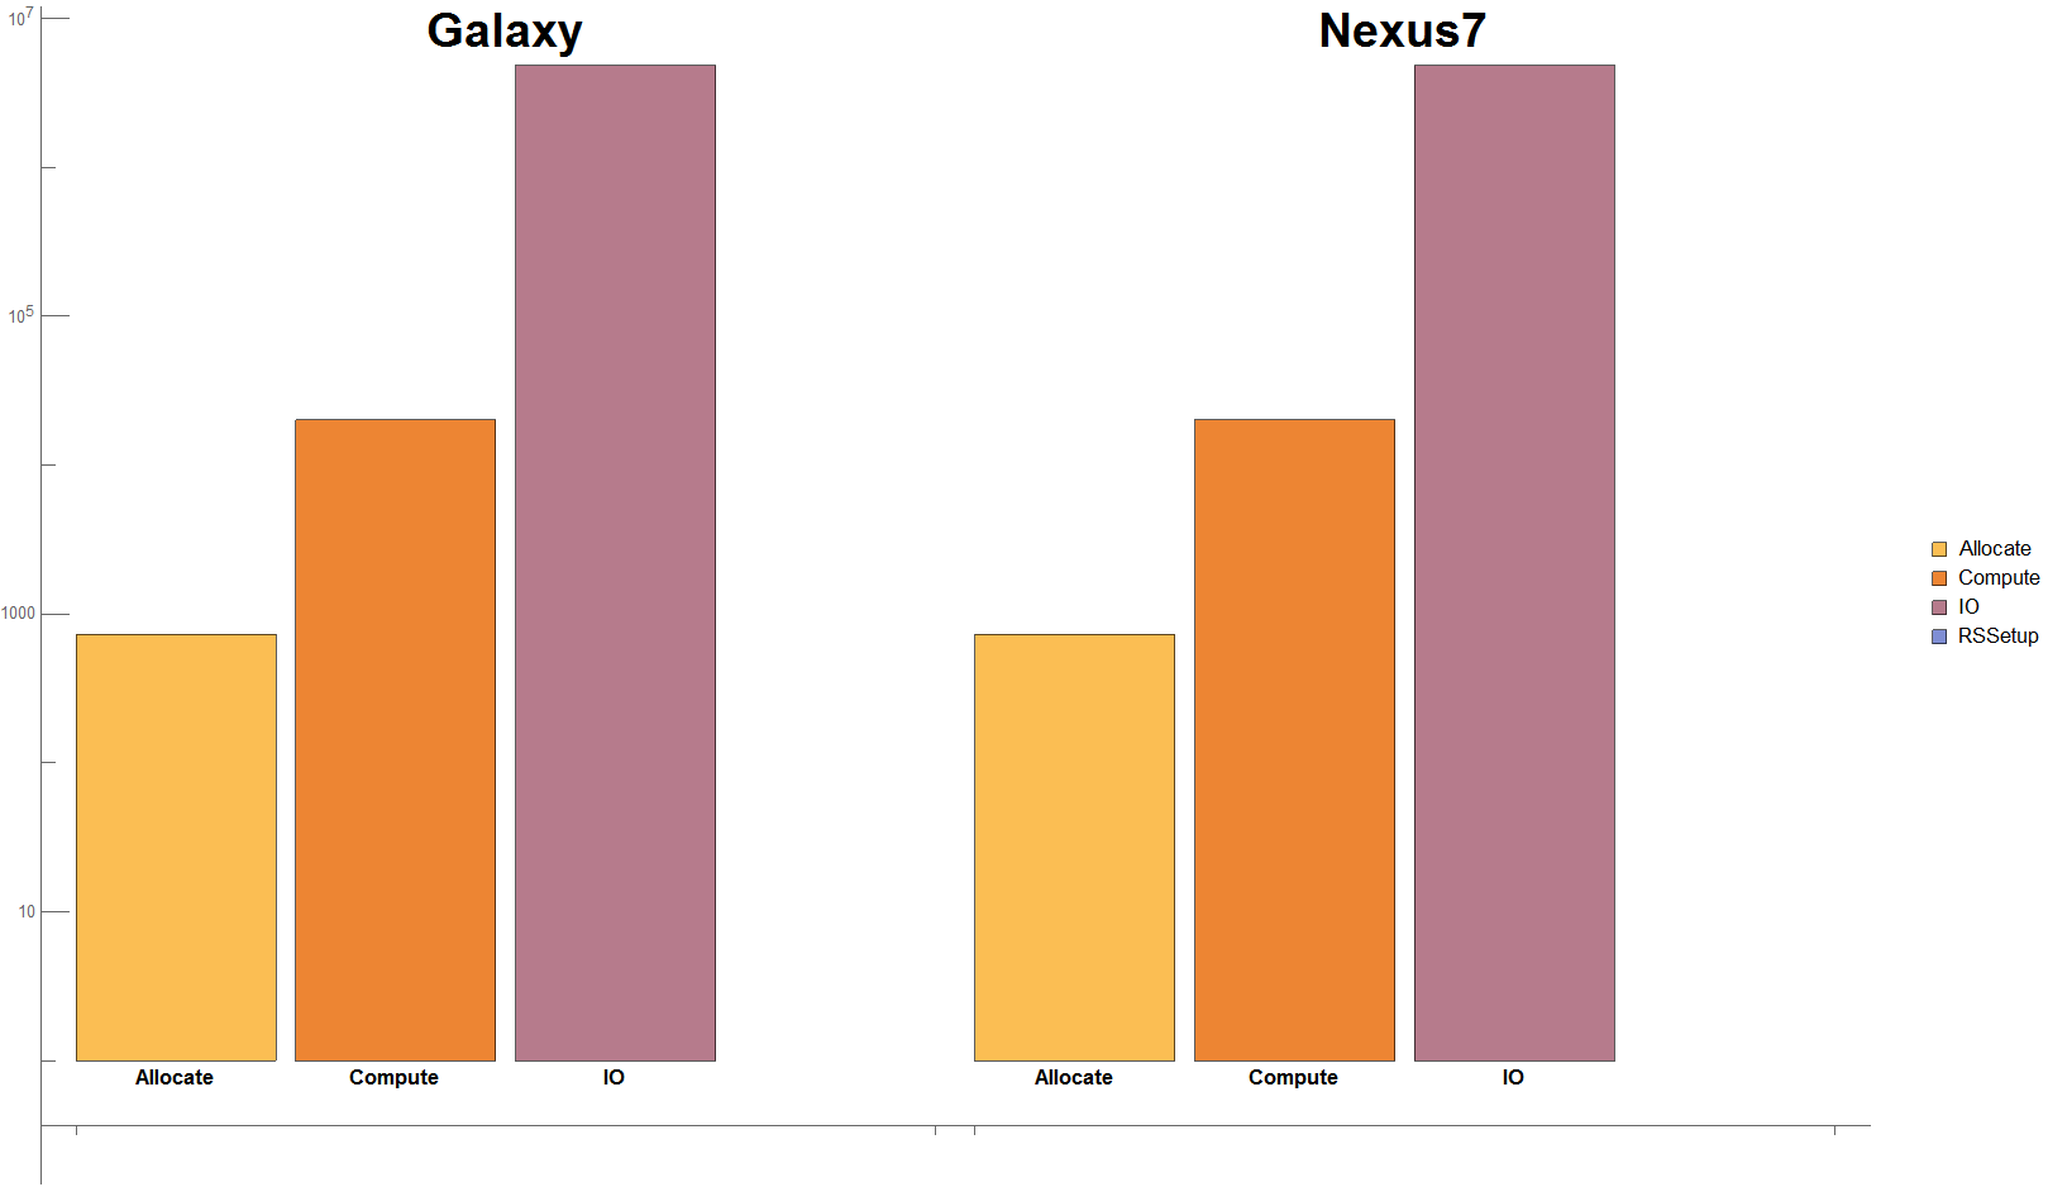 Galaxy
Nexus7
10^7
10^5
1000
10
Allocate
Compute
IO
Allocate
Compute
IO
Allocate
Compute
IO
RSSetup